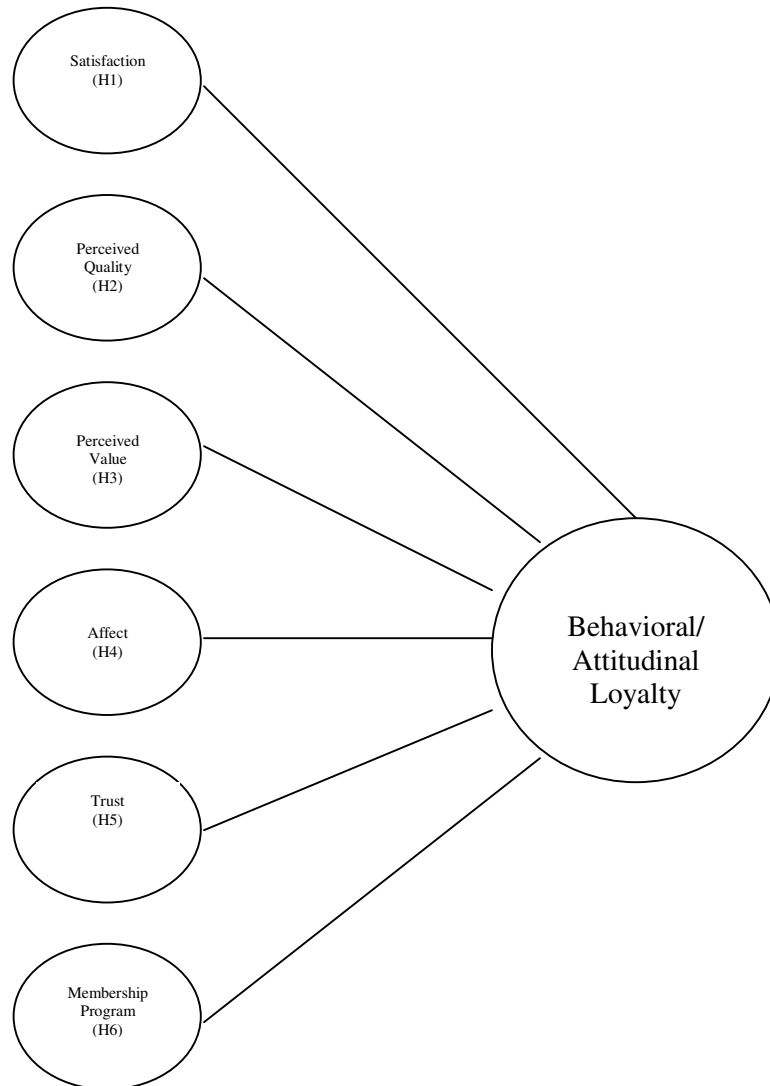 Satisfaction
(H1)
Perceived
Quality
(H2)
Perceived
Value
(H3)
Affect
(H4)
Behavioral/
Attitudinal
Loyalty
Trust
(H5)
Membership
Program
(H6)